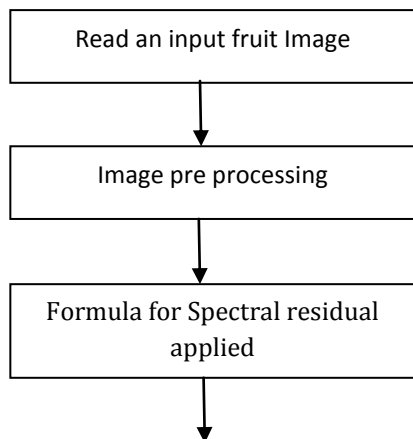 Read an input fruit Image
Image pre processing
Formula for Spectral residual
applied